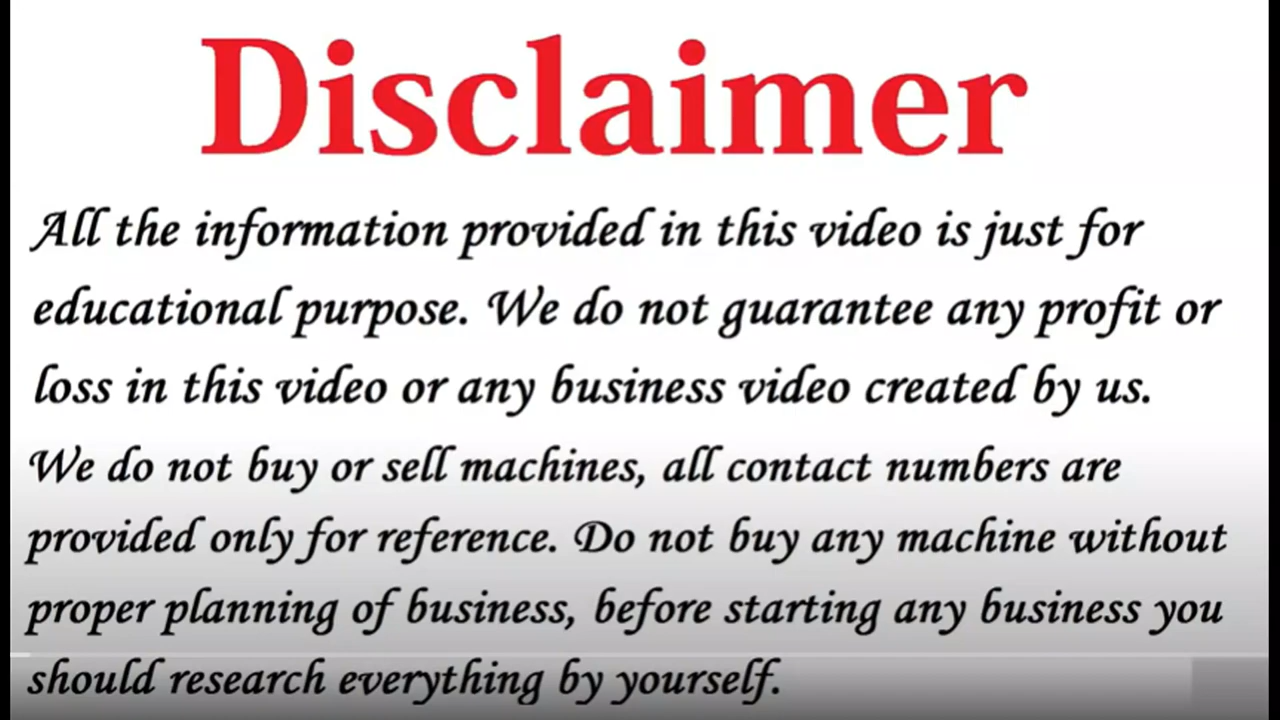 Disclaimer
All the information provided in this video is just for
educational purpose. We do not guarantee any profit or
loss in this video or any business video created by us.
We do not buy or sell machines, all contact numbers are
provided only for reference. Do not buy any machine without
proper planning of business, before starting any business you
should research everything by yourself.